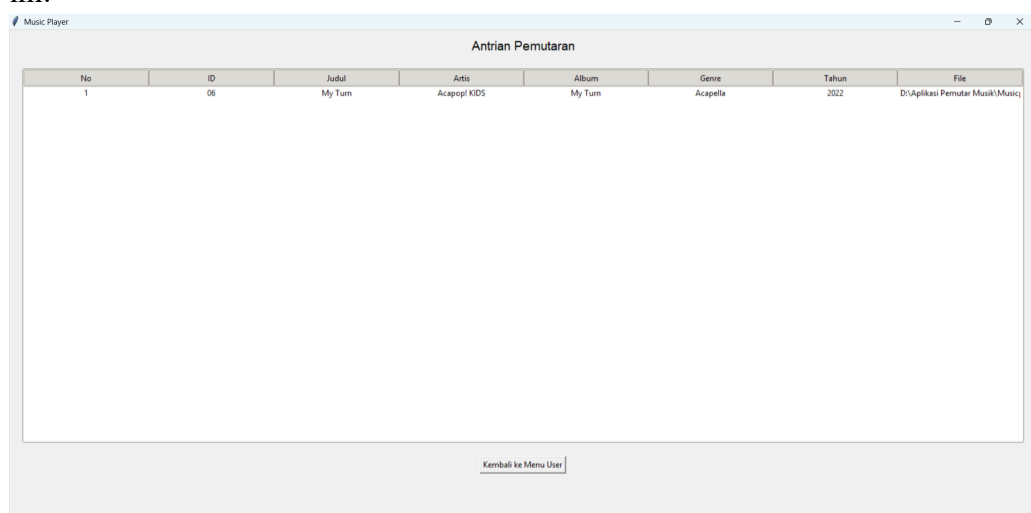 Music Player
Antrian Pemutaran
No ID Judul Artis Album Genre Tahun File
1 06 My Turn Acapop! KIDS My Turn Acapella 2022 D:\Aplikasi Pemutar Musik\Music
Kembali ke Menu User